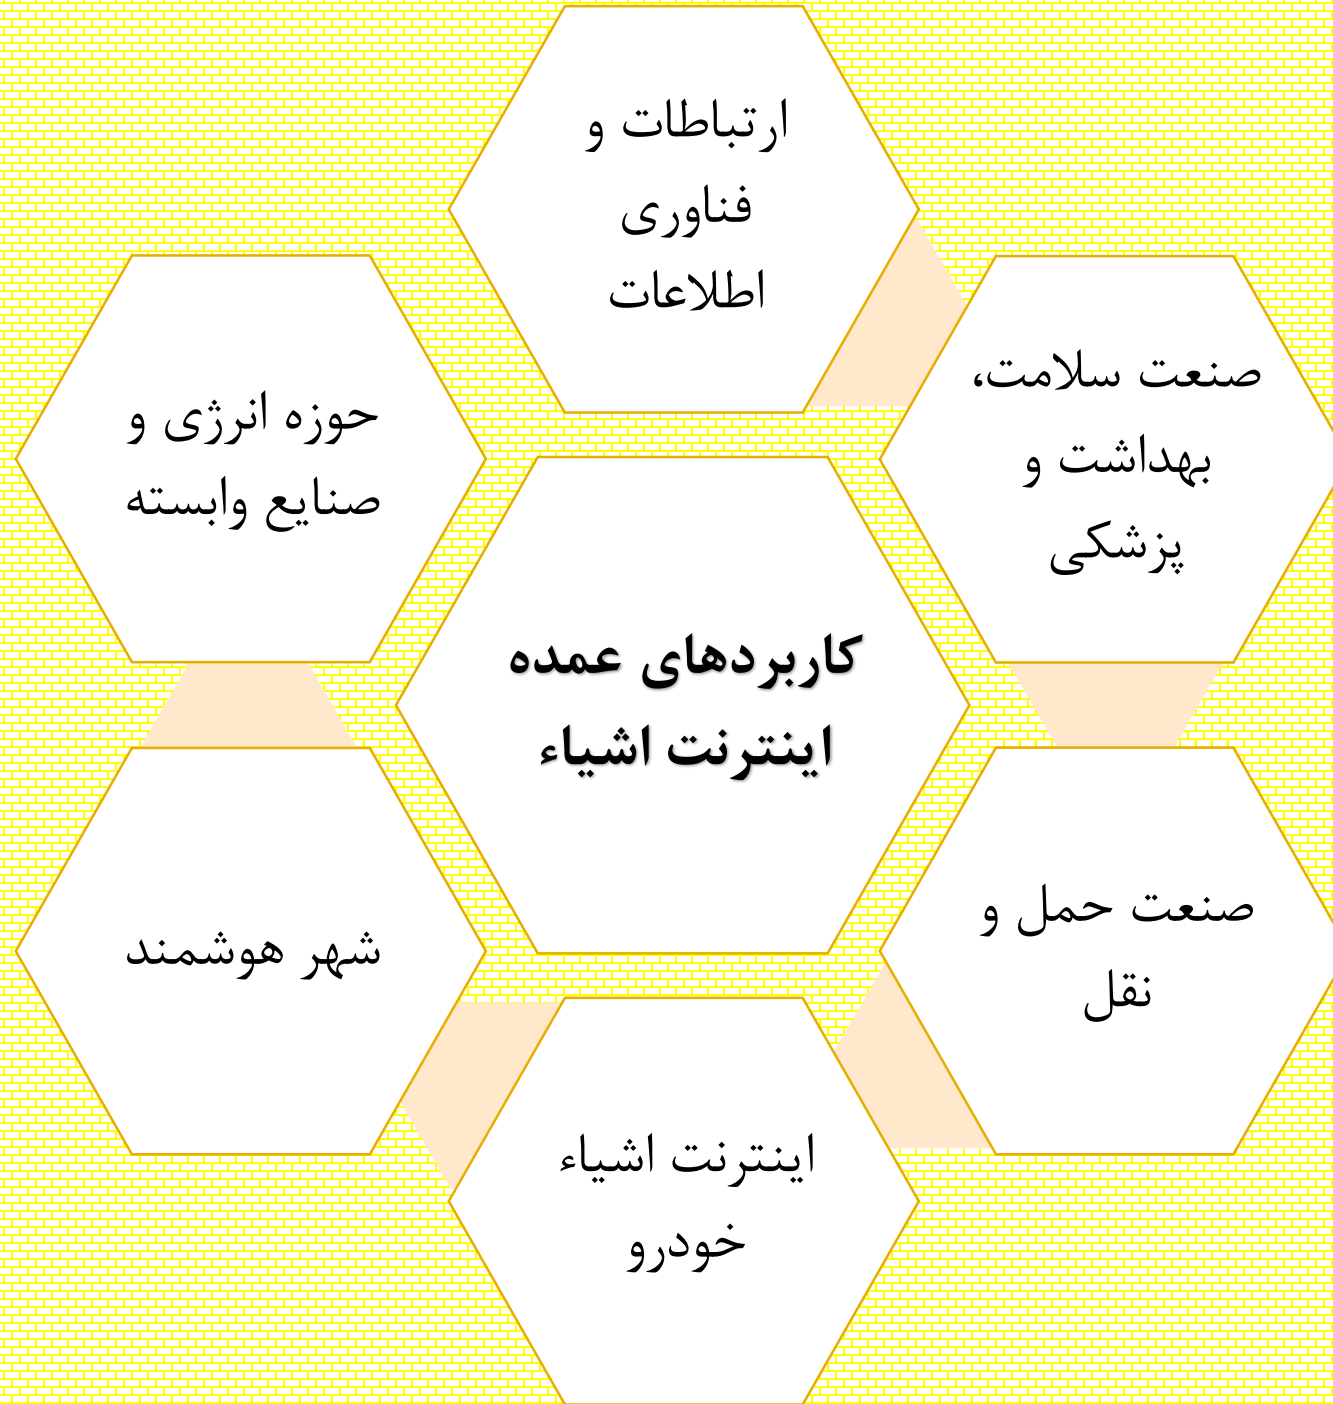 ارتباطات و
فناوری
اطلاعات
صنعت سلامت،
بهداشت و
پزشکی
حوزه انرژی و
صنایع وابسته
کاربردهای عمده
اینترنت اشیاء
صنعت حمل و
نقل
شهر هوشمند
اینترنت اشیاء
خودرو